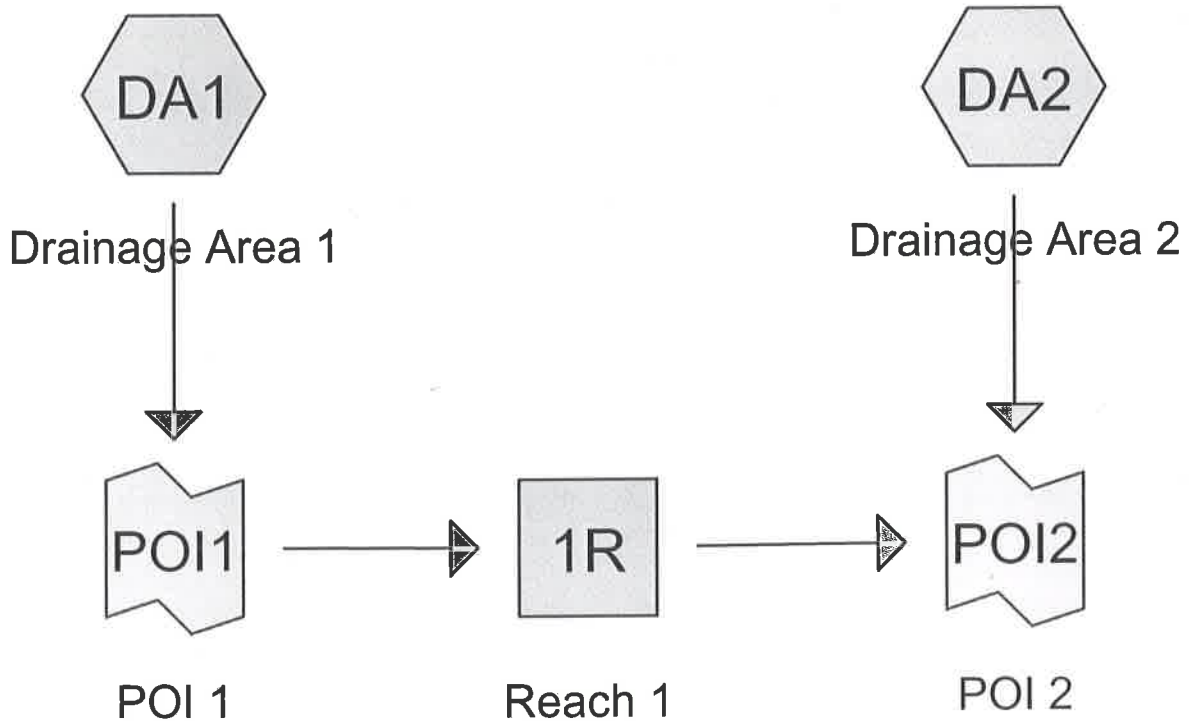 DA1
DA2
Drainage Area 1
Drainage Area 2
POI1
1R
POI2
POI 1
Reach 1
POI 2